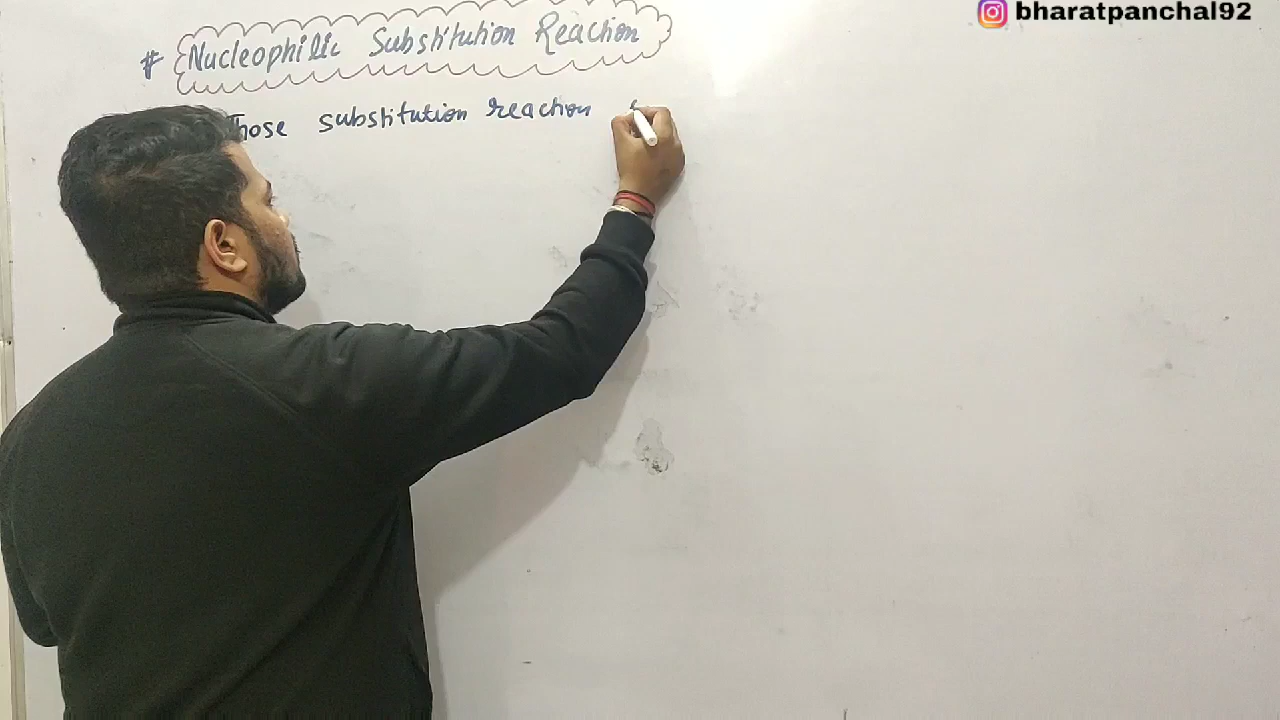 bharatpanchal92
# Nucleophilic Substitution Reaction
Those substitution reaction